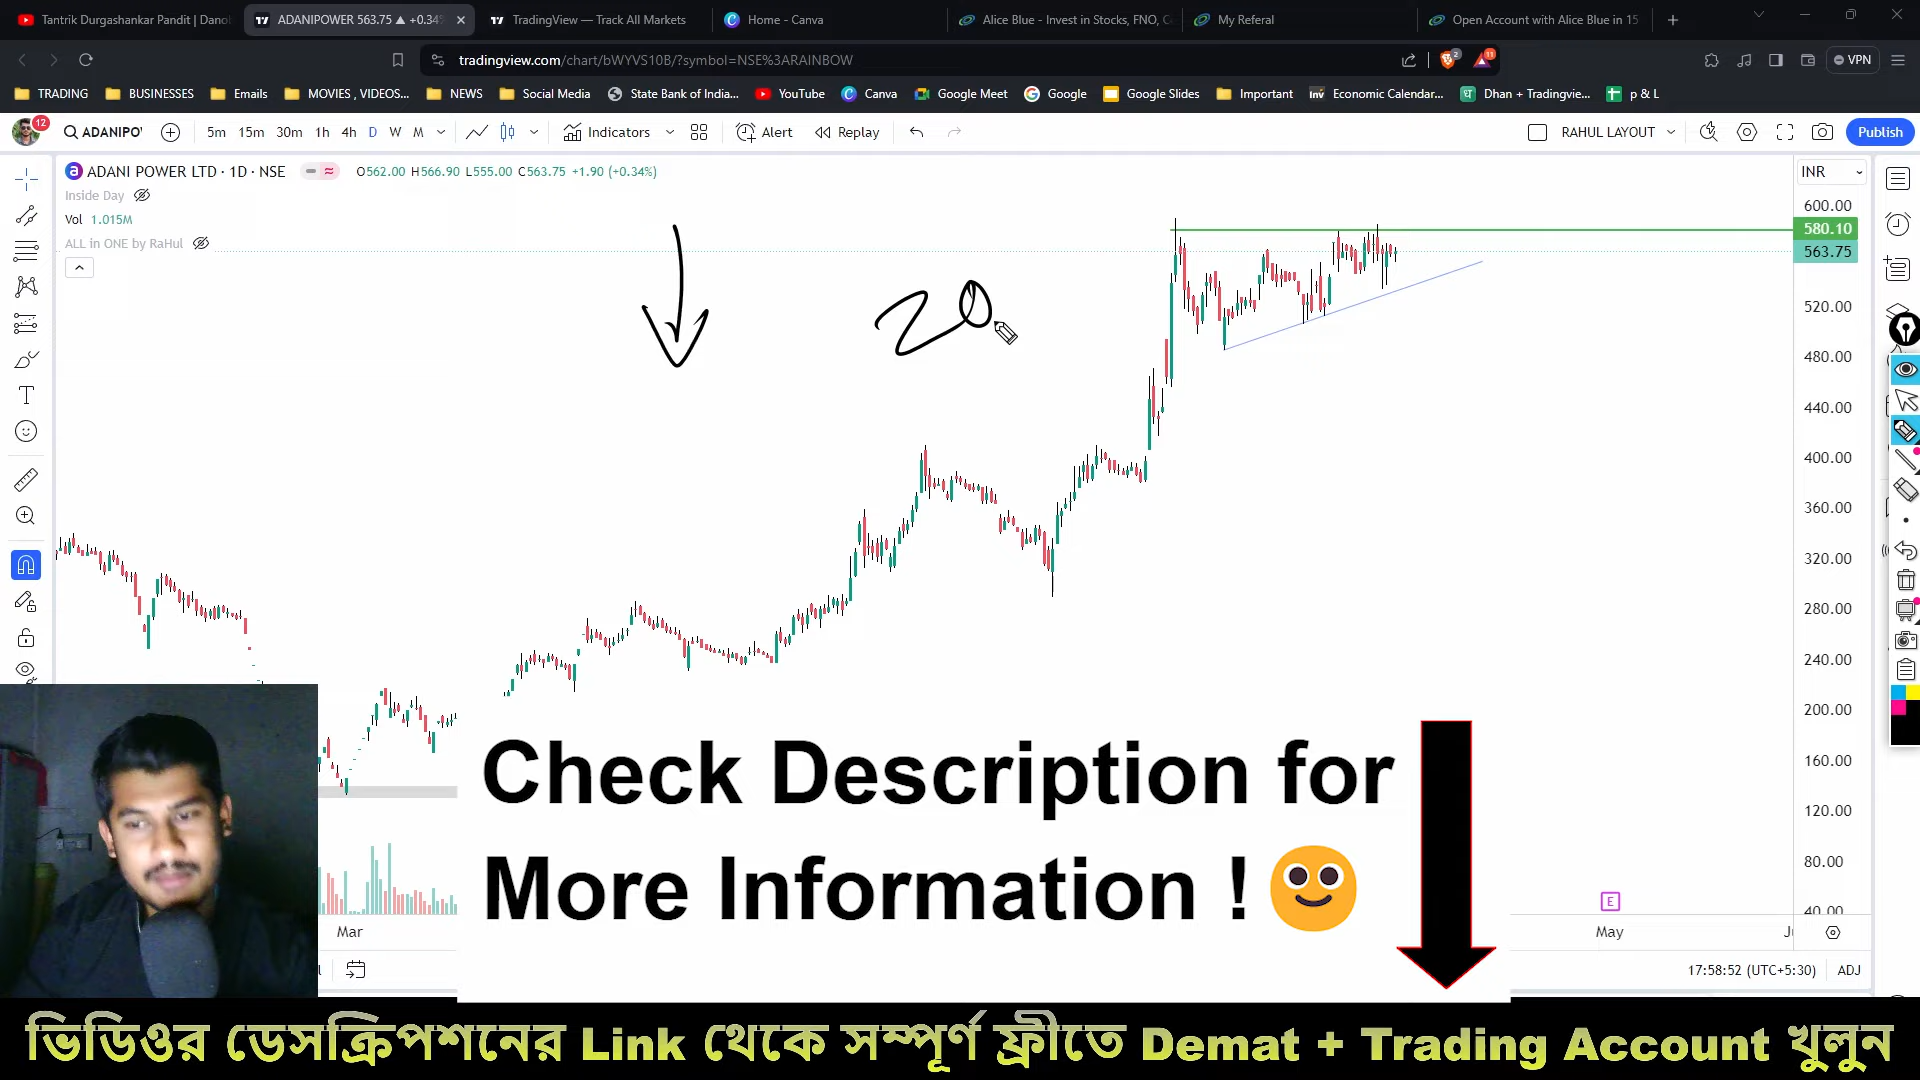 Tantrik Durgashankar Pandit | Dano
ADANIPOWER 563.75 ▲ +0.34%
TradingView — Track All Markets
Home - Canva
Alice Blue - Invest in Stocks, FNO, C
My Referal
Open Account with Alice Blue in 15
tradingview.com/chart/bWYVS10B/?symbol=NSE%3ARAINBOW
2
11
VPN
TRADING
BUSINESSES
Emails
MOVIES , VIDEOS...
NEWS
Social Media
State Bank of India...
YouTube
Canva
Google Meet
Google
Google Slides
Important
Inv Economic Calendar...
Dhan + Tradingvie...
p & L
12
ADANIPO
5m 15m 30m 1h 4h D W M
Indicators
Alert
Replay
RAHUL LAYOUT
Publish
ADANI POWER LTD · 1D · NSE
O562.00 H566.90 L555.00 C563.75 +1.90 (+0.34%)
INR
Inside Day
Vol 1.015M
ALL in ONE by RaHul
600.00
580.10
563.75
520.00
480.00
440.00
400.00
360.00
320.00
280.00
240.00
200.00
160.00
120.00
80.00
40.00
20
Check Description for
More Information !
E
Mar
May
17:58:52 (UTC+5:30)
ADJ
ভিডিওর ডেসক্রিপশনের Link থেকে সম্পূর্ণ ফ্রীতে Demat + Trading Account খুলুন